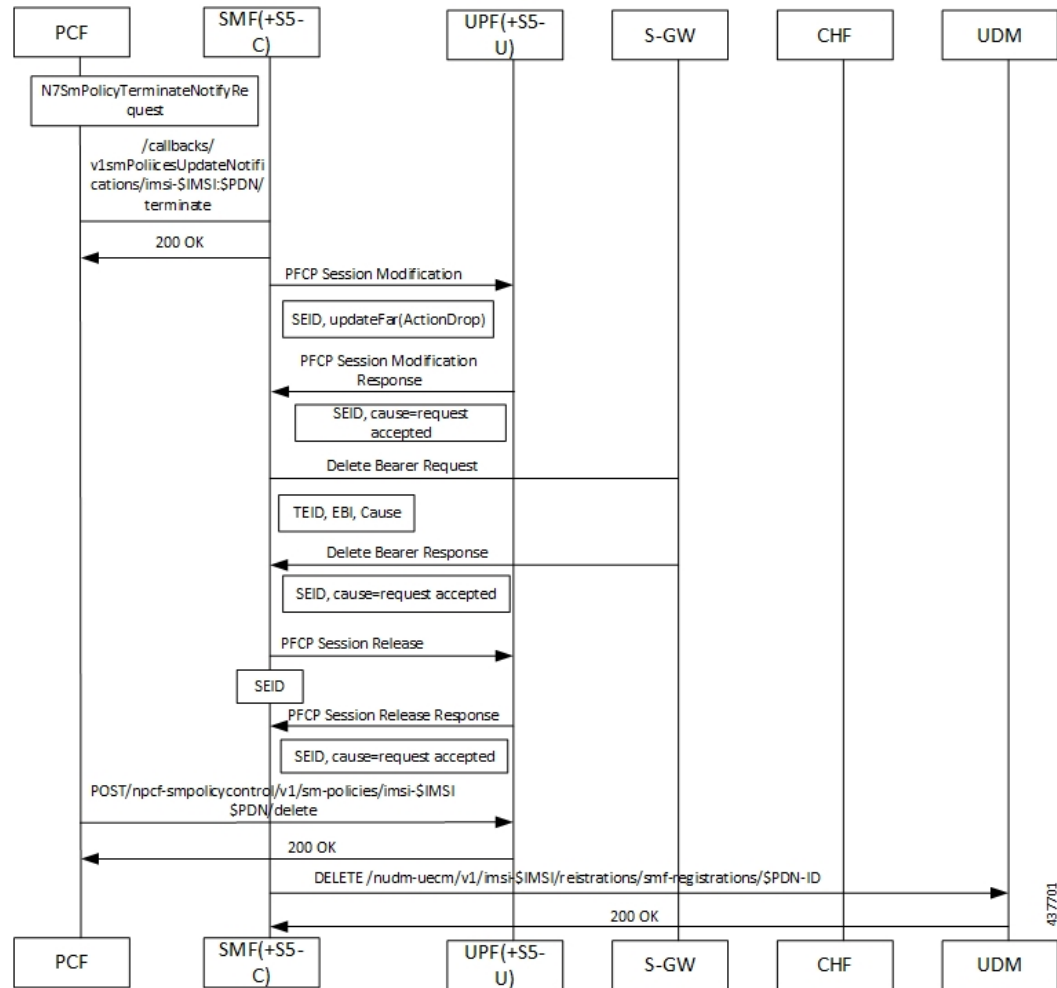 PCF
SMF(+S5-
C)
UPF(+S5-
U)
S-GW
CHF
UDM
N7SmPolicyTerminateNotifyRe
quest
/callbacks/
v1smPoliicesUpdateNotifi
cations/imsi-$IMSI:$PDN/
terminate
200 OK
PFCP Session Modification
SEID, updateFar(ActionDrop)
PFCP Session Modification
Response
SEID, cause=request
accepted
Delete Bearer Request
TEID, EBI, Cause
Delete Bearer Response
SEID, cause=request accepted
PFCP Session Release
SEID
PFCP Session Release Response
SEID, cause=request accepted
POST/npcf-smpolicycontrol/v1/sm-policies/imsi-$IMSI
$PDN/delete
200 OK
DELETE /nudm-uecm/v1/imsi-$IMSI/reistrations/smf-registrations/$PDN-ID
200 OK
437701
PCF
SMF(+S5-
C)
UPF(+S5-
U)
S-GW
CHF
UDM